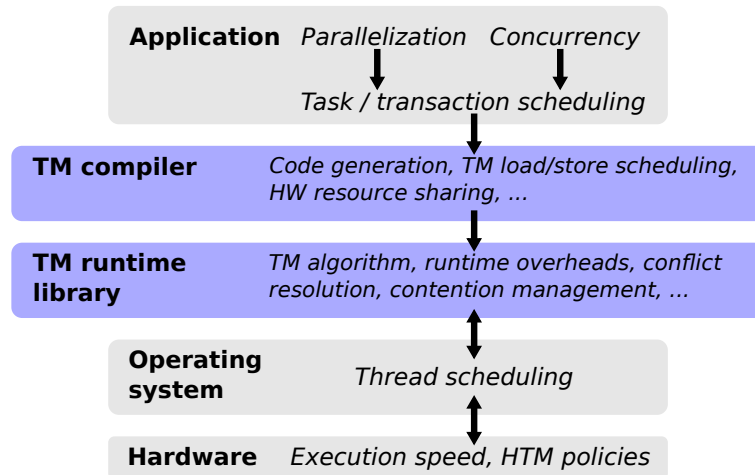 Application Parallelization Concurrency
Task / transaction scheduling
TM compiler Code generation, TM load/store scheduling,
HW resource sharing, ...
TM runtime TM algorithm, runtime overheads, conflict
library resolution, contention management, ...
Operating
system
Thread scheduling
Hardware Execution speed, HTM policies